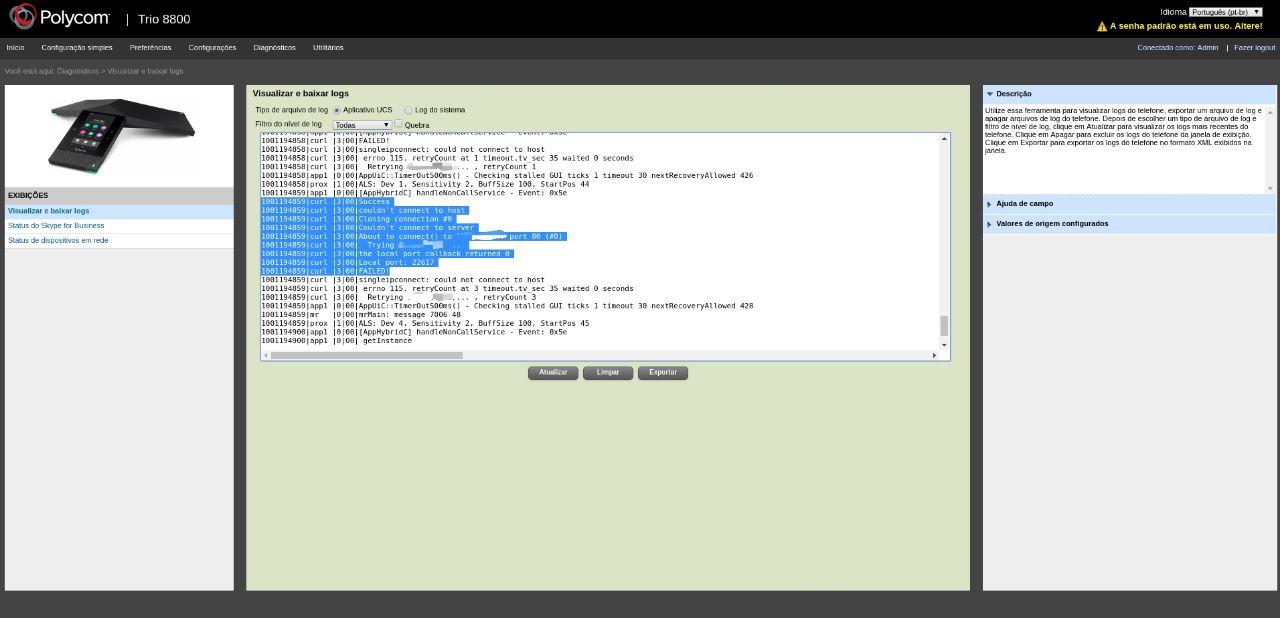 Polycom | Trio 8800
Idioma Português (pt-br)
A senha padrão está em uso. Altere!
Início Configuração simples Preferências Configurações Diagnósticos Utilitários
Conectado como: Admin | Fazer logout
Você está aqui: Diagnósticos > Visualizar e baixar logs
EXIBIÇÕES
Visualizar e baixar logs
Status do Skype for Business
Status de dispositivos em rede
Visualizar e baixar logs
Tipo de arquivo de log Aplicativo UCS Log do sistema
Filtro do nível de log Todas Quebra
1001194858|app1 |0|00|[AppHybridC] handleNonCallService - Event: 0x5e
1001194858|curl |3|00|FAILED!
1001194858|curl |3|00|singleipconnect: could not connect to host
1001194858|curl |3|00| errno 115. retryCount at 1 timeout.tv_sec 35 waited 0 seconds
1001194858|curl |3|00|  Retrying ... , retryCount 1
1001194858|app1 |0|00|AppUiC::TimerOut500ms() - Checking stalled GUI ticks 1 timeout 30 nextRecoveryAllowed 426
1001194858|prox |1|00|ALS: Dev 1, Sensitivity 2, BuffSize 100, StartPos 44
1001194859|app1 |0|00|[AppHybridC] handleNonCallService - Event: 0x5e
1001194859|curl |3|00|Success
1001194859|curl |3|00|couldn't connect to host
1001194859|curl |3|00|Closing connection #0
1001194859|curl |3|00|Couldn't connect to server
1001194859|curl |3|00|About to connect() to port 80 (#0)
1001194859|curl |3|00|  Trying ..
1001194859|curl |3|00|the local port callback returned 0
1001194859|curl |3|00|Local port: 22617
1001194859|curl |3|00|FAILED!
1001194859|curl |3|00|singleipconnect: could not connect to host
1001194859|curl |3|00| errno 115. retryCount at 3 timeout.tv_sec 35 waited 0 seconds
1001194859|curl |3|00|  Retrying .... , retryCount 3
1001194859|app1 |0|00|AppUiC::TimerOut500ms() - Checking stalled GUI ticks 1 timeout 30 nextRecoveryAllowed 428
1001194859|mr   |0|00|mrMain: message 7006 48
1001194859|prox |1|00|ALS: Dev 4, Sensitivity 2, BuffSize 100, StartPos 45
1001194900|app1 |0|00|[AppHybridC] handleNonCallService - Event: 0x5e
1001194900|app1 |0|00| getInstance
Atualizar Limpar Exportar
Descrição
Utilize essa ferramenta para visualizar logs do telefone, exportar um arquivo de log e
apagar arquivos de log do telefone. Depois de escolher um tipo de arquivo de log e
filtro de nível de log, clique em Atualizar para visualizar os logs mais recentes do
telefone. Clique em Apagar para excluir os logs do telefone da janela de exibição.
Clique em Exportar para exportar os logs do telefone no formato XML exibidos na
janela.
Ajuda de campo
Valores de origem configurados